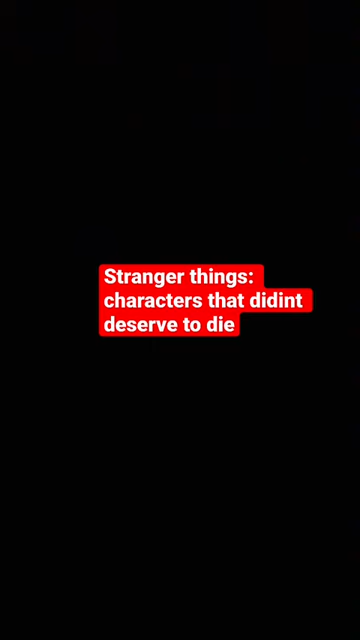 Stranger things:
characters that didint
deserve to die